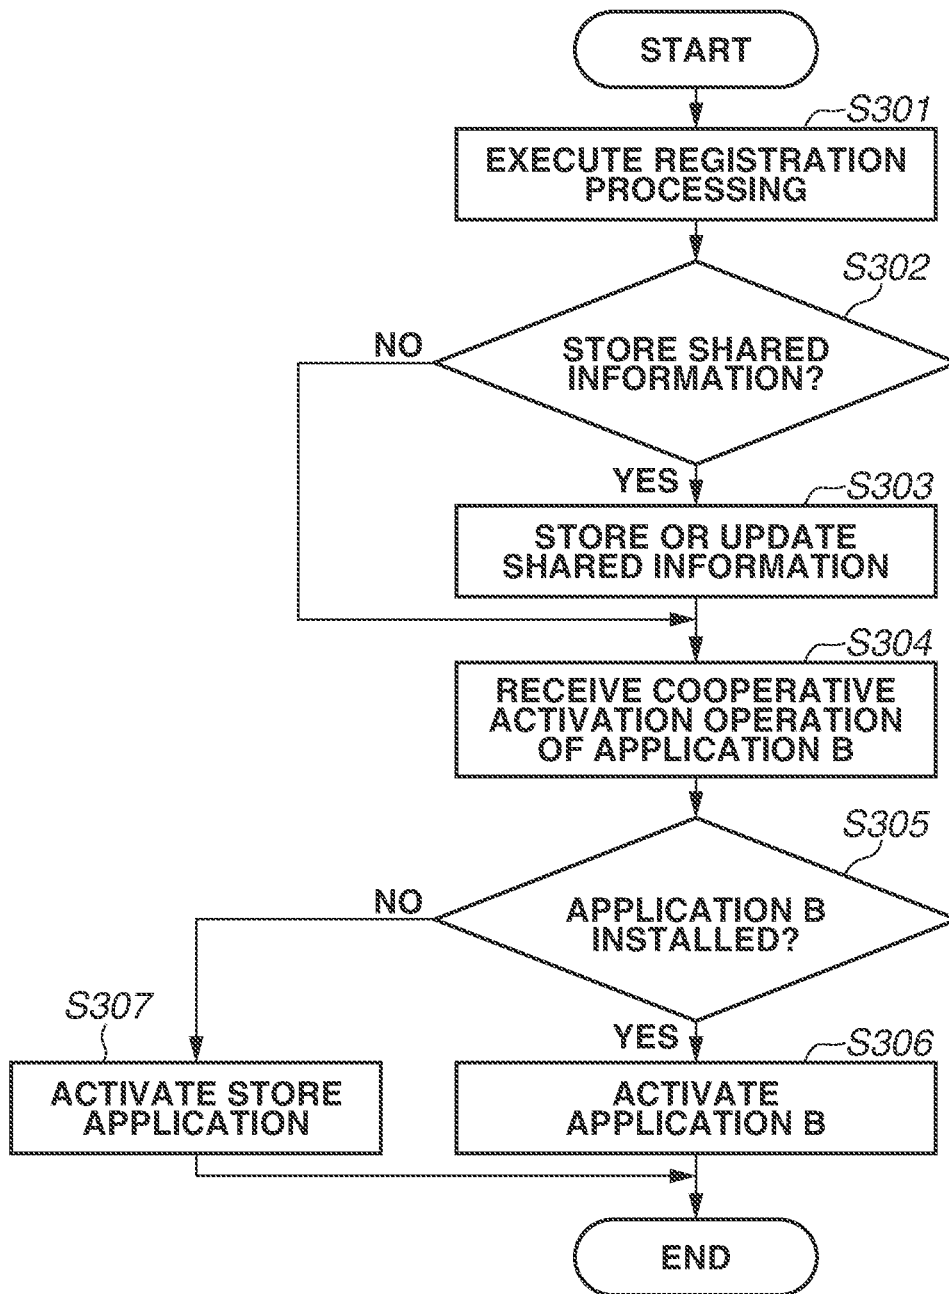 START
S301
EXECUTE REGISTRATION
PROCESSING
S302
NO
STORE SHARED
INFORMATION?
YES
S303
STORE OR UPDATE
SHARED INFORMATION
S304
RECEIVE COOPERATIVE
ACTIVATION OPERATION
OF APPLICATION B
S305
NO
APPLICATION B
INSTALLED?
S307
YES
S306
ACTIVATE STORE
APPLICATION
ACTIVATE
APPLICATION B
END